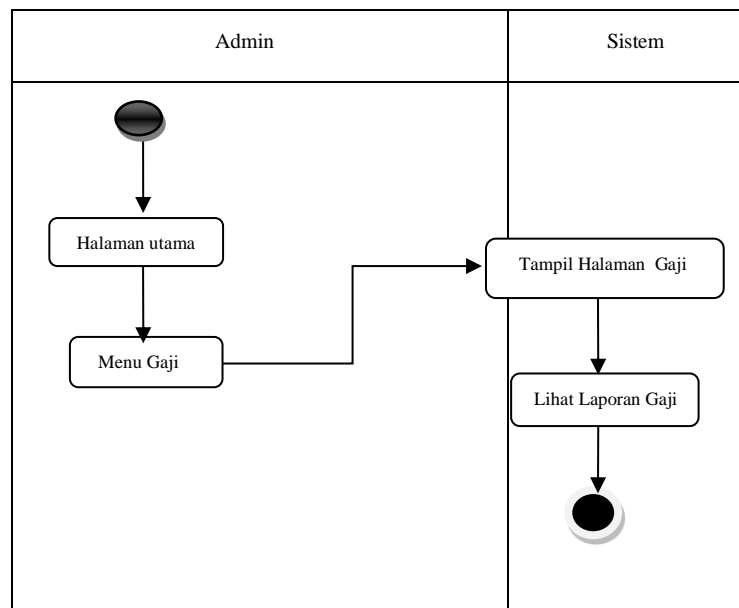 Admin
Sistem
Halaman utama
Menu Gaji
Tampil Halaman Gaji
Lihat Laporan Gaji